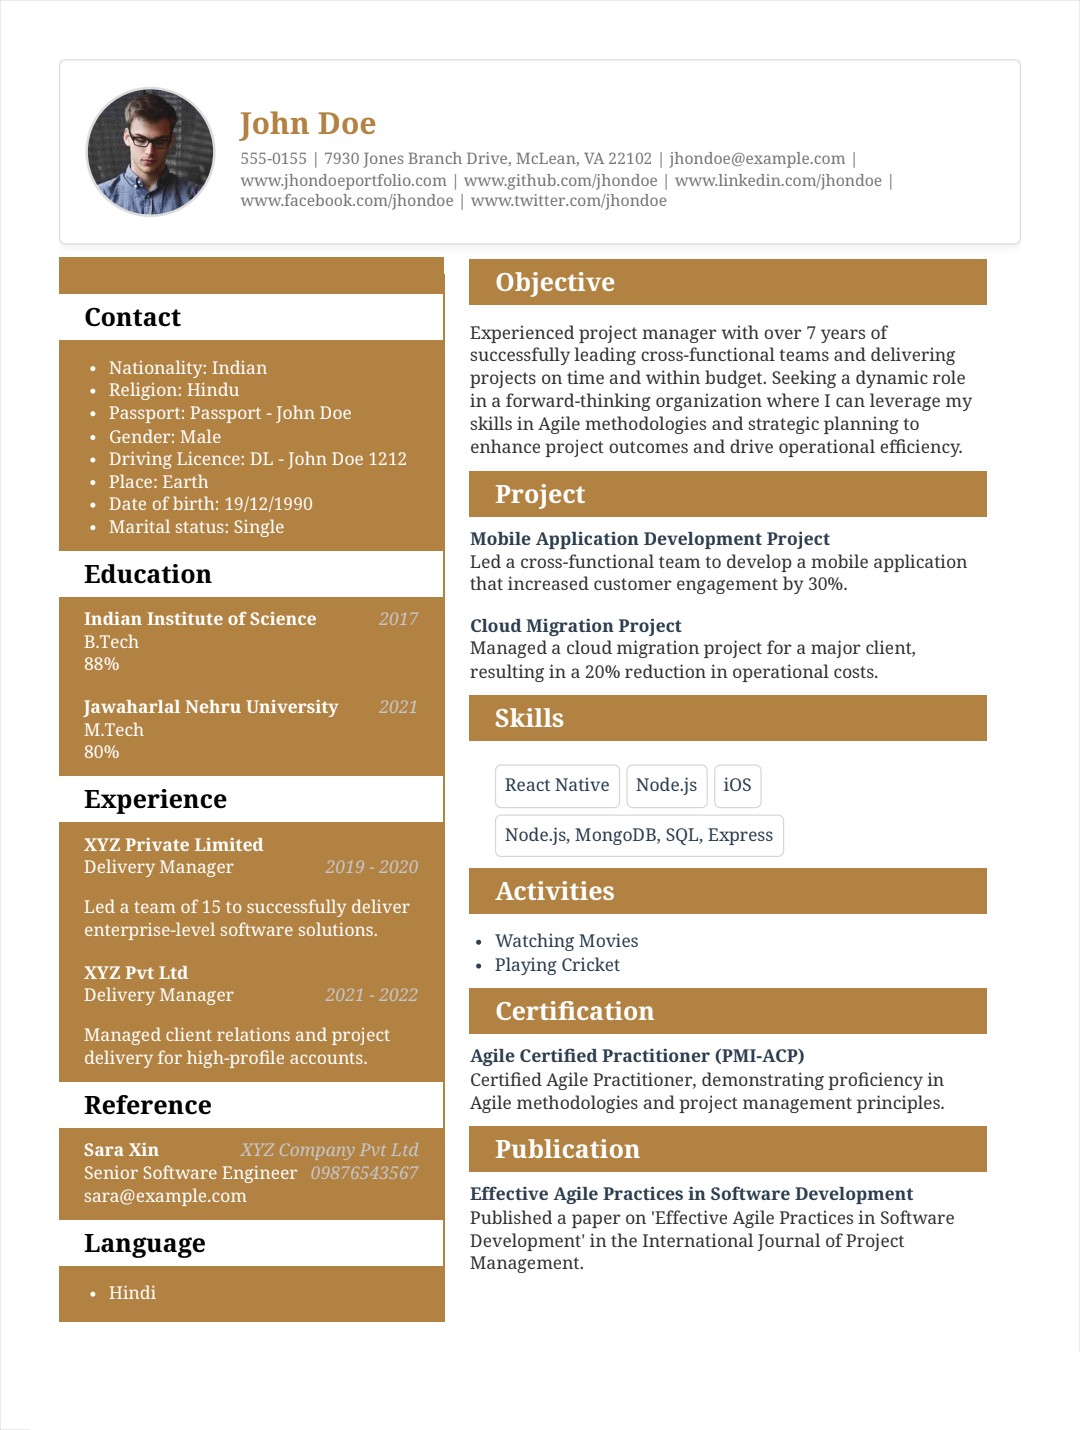 John Doe
555-0155 | 7930 Jones Branch Drive, McLean, VA 22102 | jhondoe@example.com |
www.jhondoeportfolio.com | www.github.com/jhondoe | www.linkedin.com/jhondoe |
www.facebook.com/jhondoe | www.twitter.com/jhondoe
Contact
• Nationality: Indian
• Religion: Hindu
• Passport: Passport - John Doe
• Gender: Male
• Driving Licence: DL - John Doe 1212
• Place: Earth
• Date of birth: 19/12/1990
• Marital status: Single
Education
Indian Institute of Science 2017
B.Tech
88%
Jawaharlal Nehru University 2021
M.Tech
80%
Experience
XYZ Private Limited
Delivery Manager 2019 - 2020
Led a team of 15 to successfully deliver
enterprise-level software solutions.
XYZ Pvt Ltd
Delivery Manager 2021 - 2022
Managed client relations and project
delivery for high-profile accounts.
Reference
Sara Xin XYZ Company Pvt Ltd
Senior Software Engineer 09876543567
sara@example.com
Language
• Hindi
Objective
Experienced project manager with over 7 years of
successfully leading cross-functional teams and delivering
projects on time and within budget. Seeking a dynamic role
in a forward-thinking organization where I can leverage my
skills in Agile methodologies and strategic planning to
enhance project outcomes and drive operational efficiency.
Project
Mobile Application Development Project
Led a cross-functional team to develop a mobile application
that increased customer engagement by 30%.
Cloud Migration Project
Managed a cloud migration project for a major client,
resulting in a 20% reduction in operational costs.
Skills
React Native Node.js iOS
Node.js, MongoDB, SQL, Express
Activities
• Watching Movies
• Playing Cricket
Certification
Agile Certified Practitioner (PMI-ACP)
Certified Agile Practitioner, demonstrating proficiency in
Agile methodologies and project management principles.
Publication
Effective Agile Practices in Software Development
Published a paper on 'Effective Agile Practices in Software
Development' in the International Journal of Project
Management.